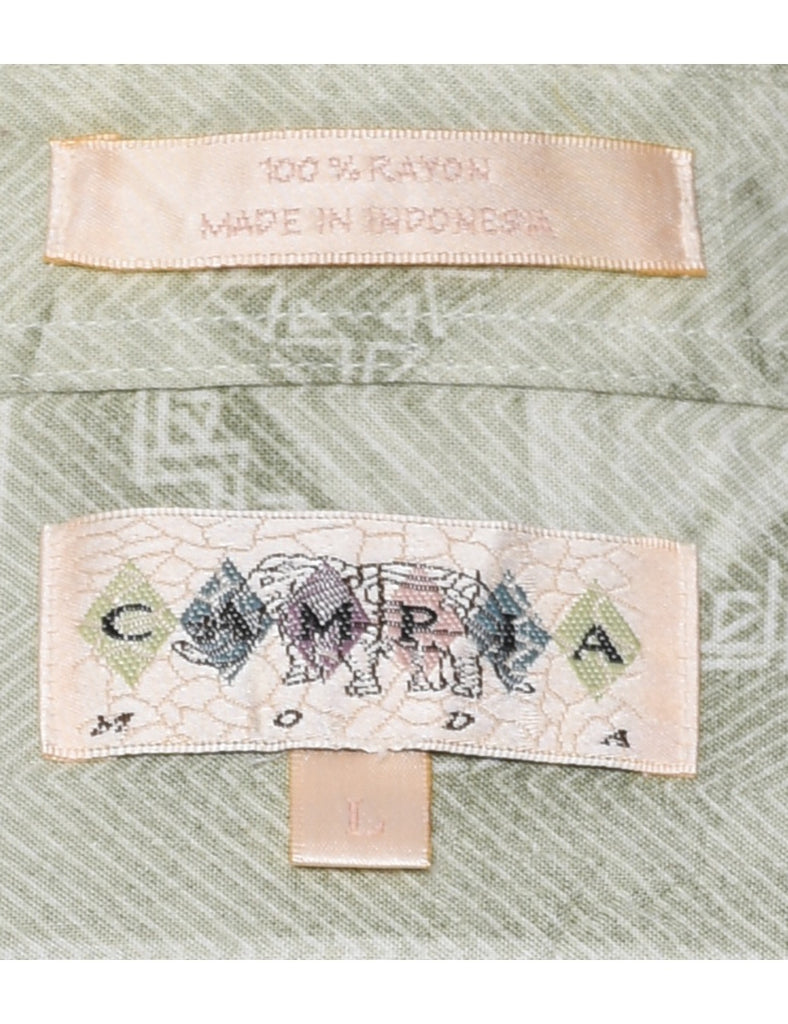 100 % RAYON
MADE IN INDONESIA
CAMPIA
MODA
L